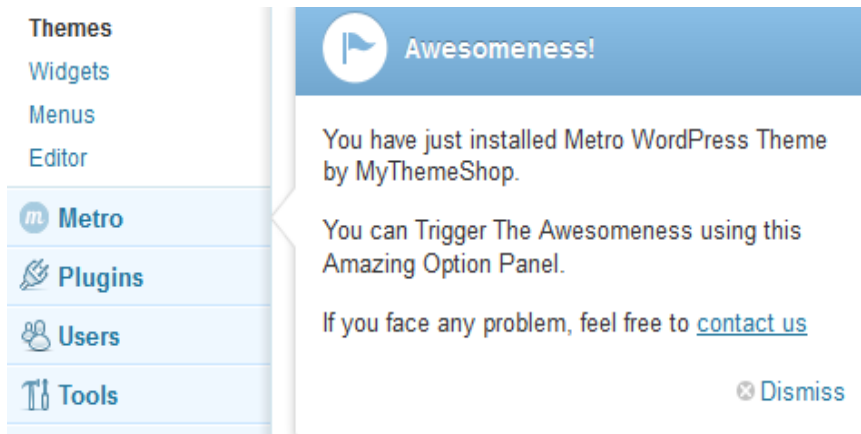 Themes
Widgets
Menus
Editor
m Metro
Plugins
Users
Tools
Awesomeness!
You have just installed Metro WordPress Theme
by MyThemeShop.
You can Trigger The Awesomeness using this
Amazing Option Panel.
If you face any problem, feel free to contact us
Dismiss